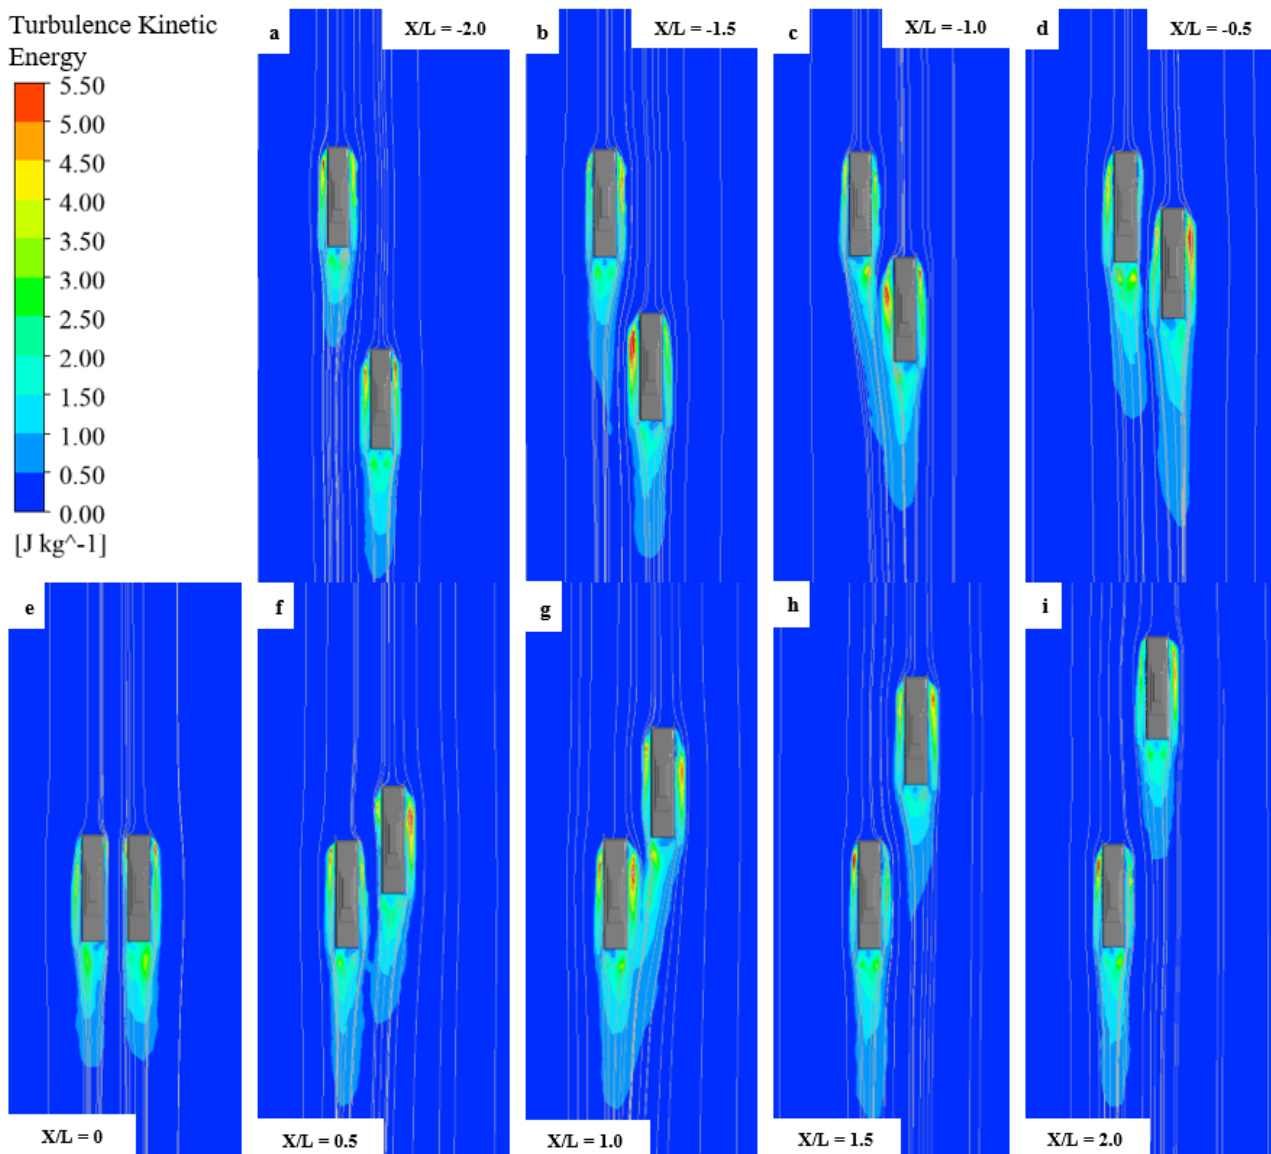 Turbulence Kinetic
Energy
5.50
5.00
4.50
4.00
3.50
3.00
2.50
2.00
1.50
1.00
0.50
0.00
[J kg^-1]
a
X/L = -2.0
b
X/L = -1.5
c
X/L = -1.0
d
X/L = -0.5
e
X/L = 0
f
X/L = 0.5
g
X/L = 1.0
h
X/L = 1.5
i
X/L = 2.0